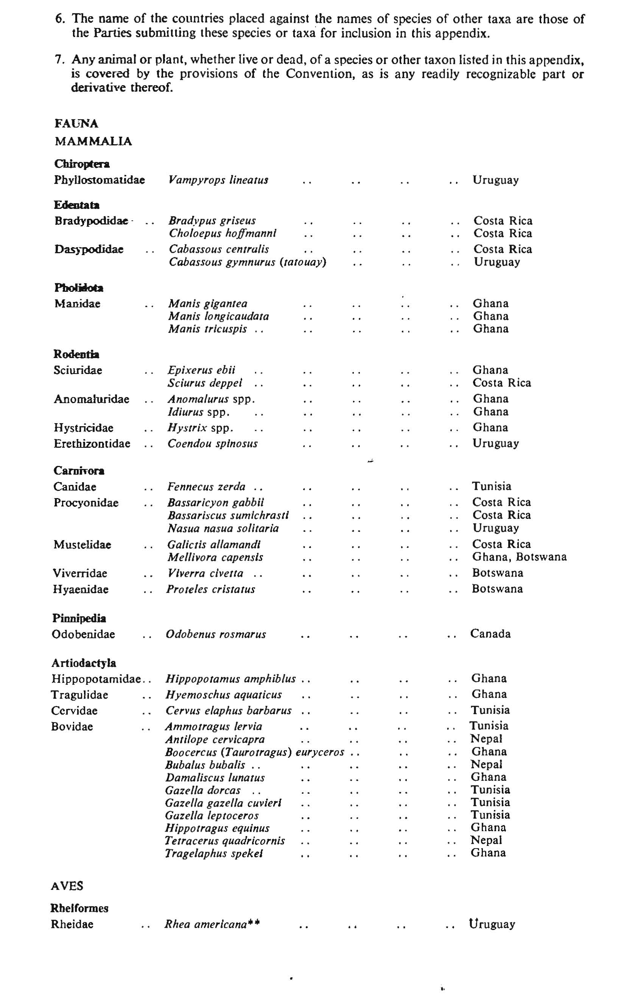 6. The name of the countries placed against the names of species of other taxa are those of
the Parties submitting these species or taxa for inclusion in this appendix.
7. Any animal or plant, whether live or dead, of a species or other taxon listed in this appendix,
is covered by the provisions of the Convention, as is any readily recognizable part or
derivative thereof.
FAUNA
MAMMALIA
Chiroptera
Phyllostomatidae Vampyrops lineatus .. .. .. .. Uruguay
Edentata
Bradypodidae .. Bradypus griseus .. .. .. .. Costa Rica
Choloepus hoffmanni .. .. .. .. Costa Rica
Dasypodidae .. Cabassous centralis .. .. .. .. Costa Rica
Cabassous gymnurus (tatouay) .. .. .. Uruguay
Pholidota
Manidae .. Manis gigantea .. .. .. .. Ghana
Manis longicaudata .. .. .. .. Ghana
Manis tricuspis .. .. .. .. .. Ghana
Rodentia
Sciuridae .. Epixerus ebii .. .. .. .. .. Ghana
Sciurus deppei .. .. .. .. .. Costa Rica
Anomaluridae .. Anomalurus spp. .. .. .. .. Ghana
Idiurus spp. .. .. .. .. .. Ghana
Hystricidae .. Hystrix spp. .. .. .. .. .. Ghana
Erethizontidae .. Coendou spinosus .. .. .. .. Uruguay
Carnivora
Canidae .. Fennecus zerda .. .. .. .. .. Tunisia
Procyonidae .. Bassaricyon gabbii .. .. .. .. Costa Rica
Bassariscus sumichrasti .. .. .. .. Costa Rica
Nasua nasua solitaria .. .. .. .. Uruguay
Mustelidae .. Galictis allamandi .. .. .. .. Costa Rica
Mellivora capensis .. .. .. .. Ghana, Botswana
Viverridae .. Viverra civetta .. .. .. .. .. Botswana
Hyaenidae .. Proteles cristatus .. .. .. .. Botswana
Pinnipedia
Odobenidae .. Odobenus rosmarus .. .. .. .. Canada
Artiodactyla
Hippopotamidae.. Hippopotamus amphibius .. .. .. .. Ghana
Tragulidae .. Hyemoschus aquaticus .. .. .. .. Ghana
Cervidae .. Cervus elaphus barbarus .. .. .. .. Tunisia
Bovidae .. Ammotragus lervia .. .. .. .. Tunisia
Antilope cervicapra .. .. .. .. Nepal
Boocercus (Taurotragus) euryceros .. .. .. Ghana
Bubalus bubalis .. .. .. .. .. Nepal
Damaliscus lunatus .. .. .. .. Ghana
Gazella dorcas .. .. .. .. .. Tunisia
Gazella gazella cuvieri .. .. .. .. Tunisia
Gazella leptoceros .. .. .. .. Tunisia
Hippotragus equinus .. .. .. .. Ghana
Tetracerus quadricornis .. .. .. .. Nepal
Tragelaphus spekei .. .. .. .. Ghana
AVES
Rheiformes
Rheidae .. Rhea americana** .. .. .. .. Uruguay